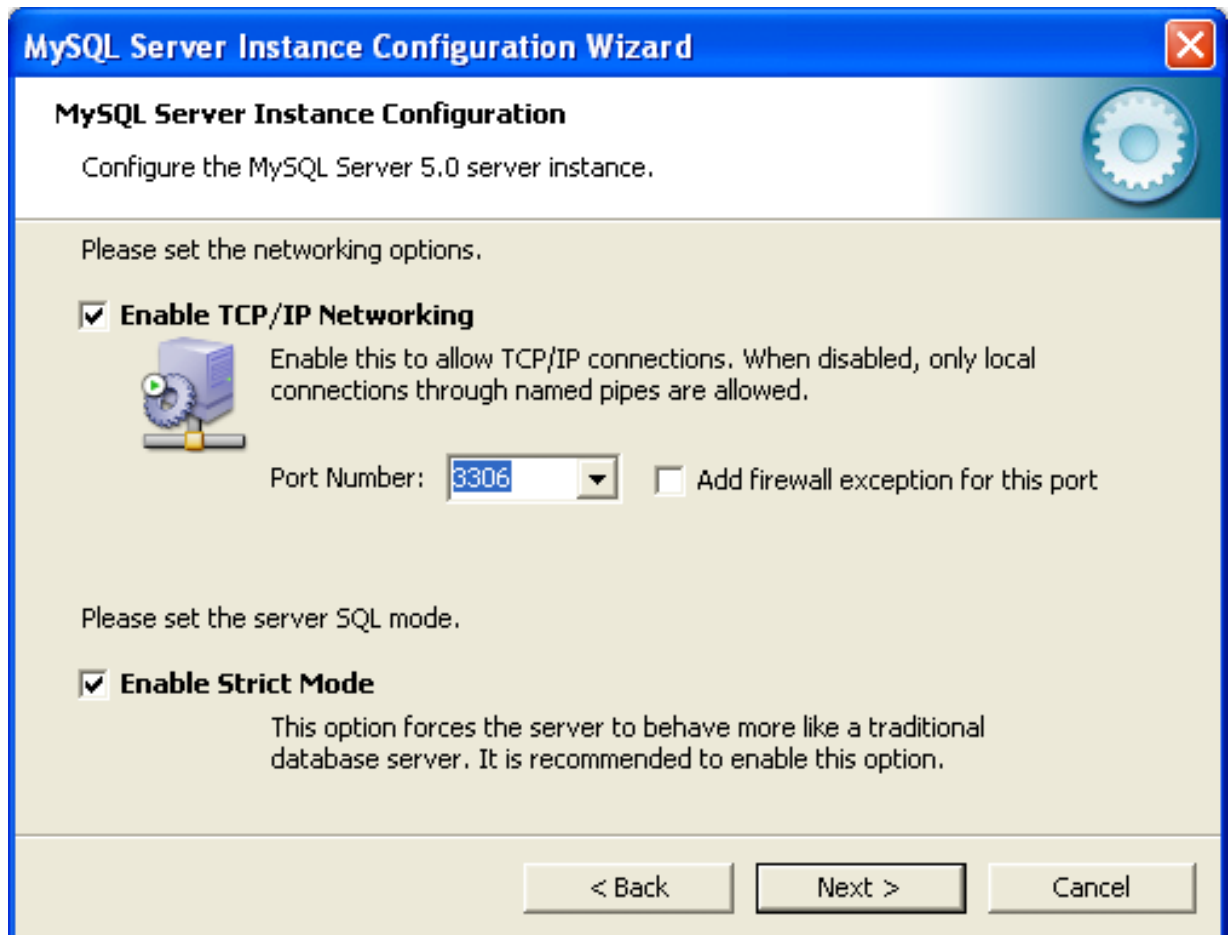 MySQL Server Instance Configuration Wizard
MySQL Server Instance Configuration
Configure the MySQL Server 5.0 server instance.
Please set the networking options.
Enable TCP/IP Networking
Enable this to allow TCP/IP connections. When disabled, only local
connections through named pipes are allowed.
Port Number: 3306 Add firewall exception for this port
Please set the server SQL mode.
Enable Strict Mode
This option forces the server to behave more like a traditional
database server. It is recommended to enable this option.
< Back Next > Cancel